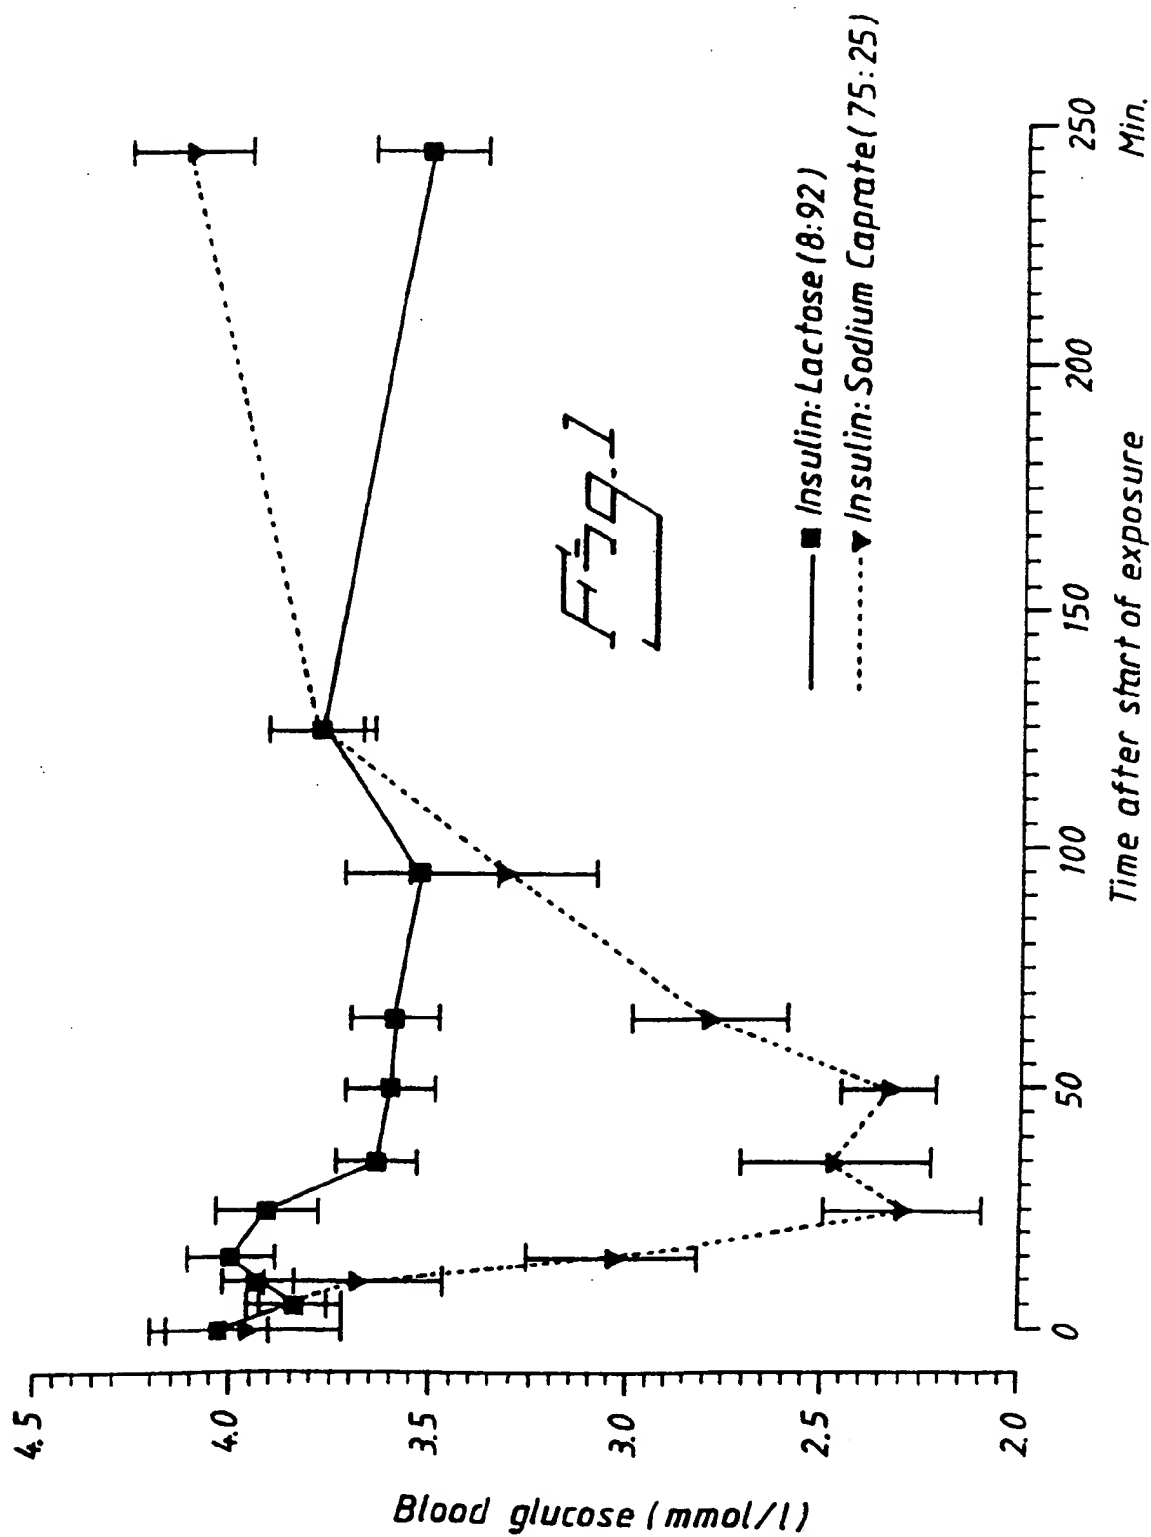 4.5
4.0
3.5
3.0
2.5
2.0
Blood glucose (mmol/l)
Fig.1
Insulin: Lactose (8:92)
Insulin: Sodium Caprate (75:25)
0
50
100
150
200
250
Time after start of exposure
Min.